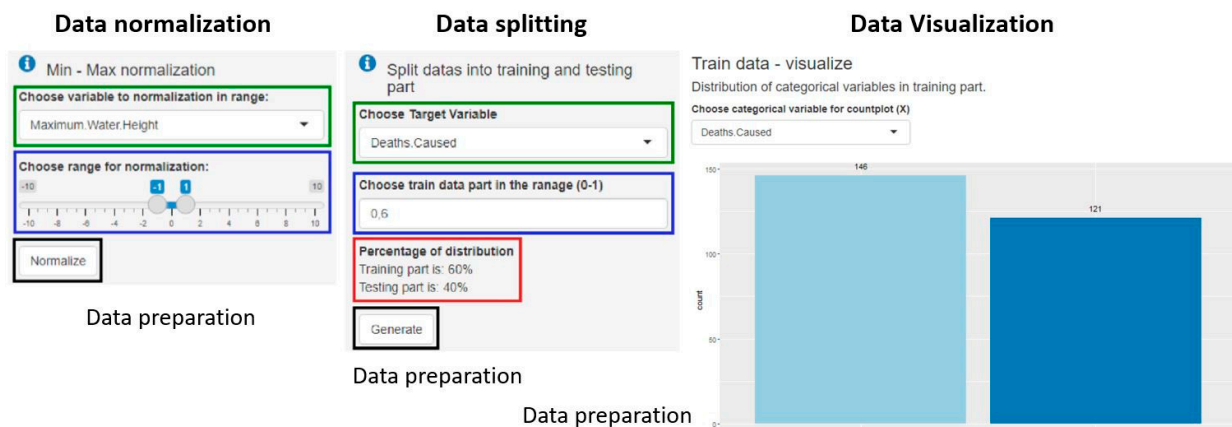 Data normalization
Min - Max normalization
Choose variable to normalization in range:
Maximum.Water.Height
Choose range for normalization:
-10 -1 1 10
-10 -8 -6 -4 -2 0 2 4 6 8 10
Normalize
Data preparation
Data splitting
Split datas into training and testing
part
Choose Target Variable
Deaths.Caused
Choose train data part in the ranage (0-1)
0,6
Percentage of distribution
Training part is: 60%
Testing part is: 40%
Generate
Data preparation
Data Visualization
Train data - visualize
Distribution of categorical variables in training part.
Choose categorical variable for countplot (X)
Deaths.Caused
150
146
121
100
count
50
0
Data preparation